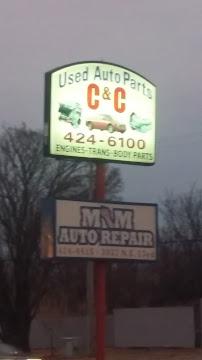 Used Auto Parts
C&C
424-6100
ENGINES-TRANS-BODY PARTS
M M
AUTO REPAIR